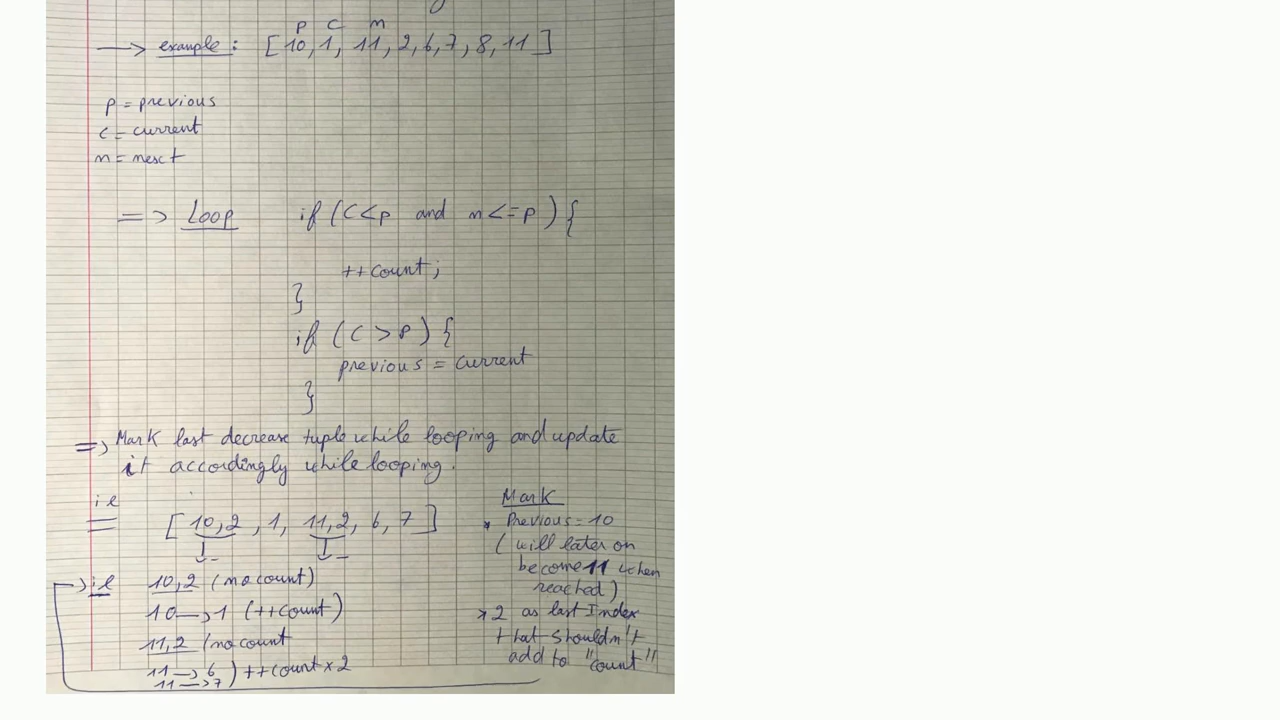 P C n
→ example: [10,1, 11,2,6,7,8,11]
p = previous
c = current
n = next
=> Loop if (C<p and n<=p) {
++count;
}
if (C>P) {
previous = current
}
=> Mark last decrease tuple while looping and update
it accordingly while looping.
ie [10,2,1,11,2,6,7]
ie 10,2 (no count)
10→1 (++count)
11,2 (no count
11→6
11→7 ) ++count x2
Mark
* Previous = 10
(will later on
become 11 when
reached)
* 2 as last Index
that shouldn't
add to "count"